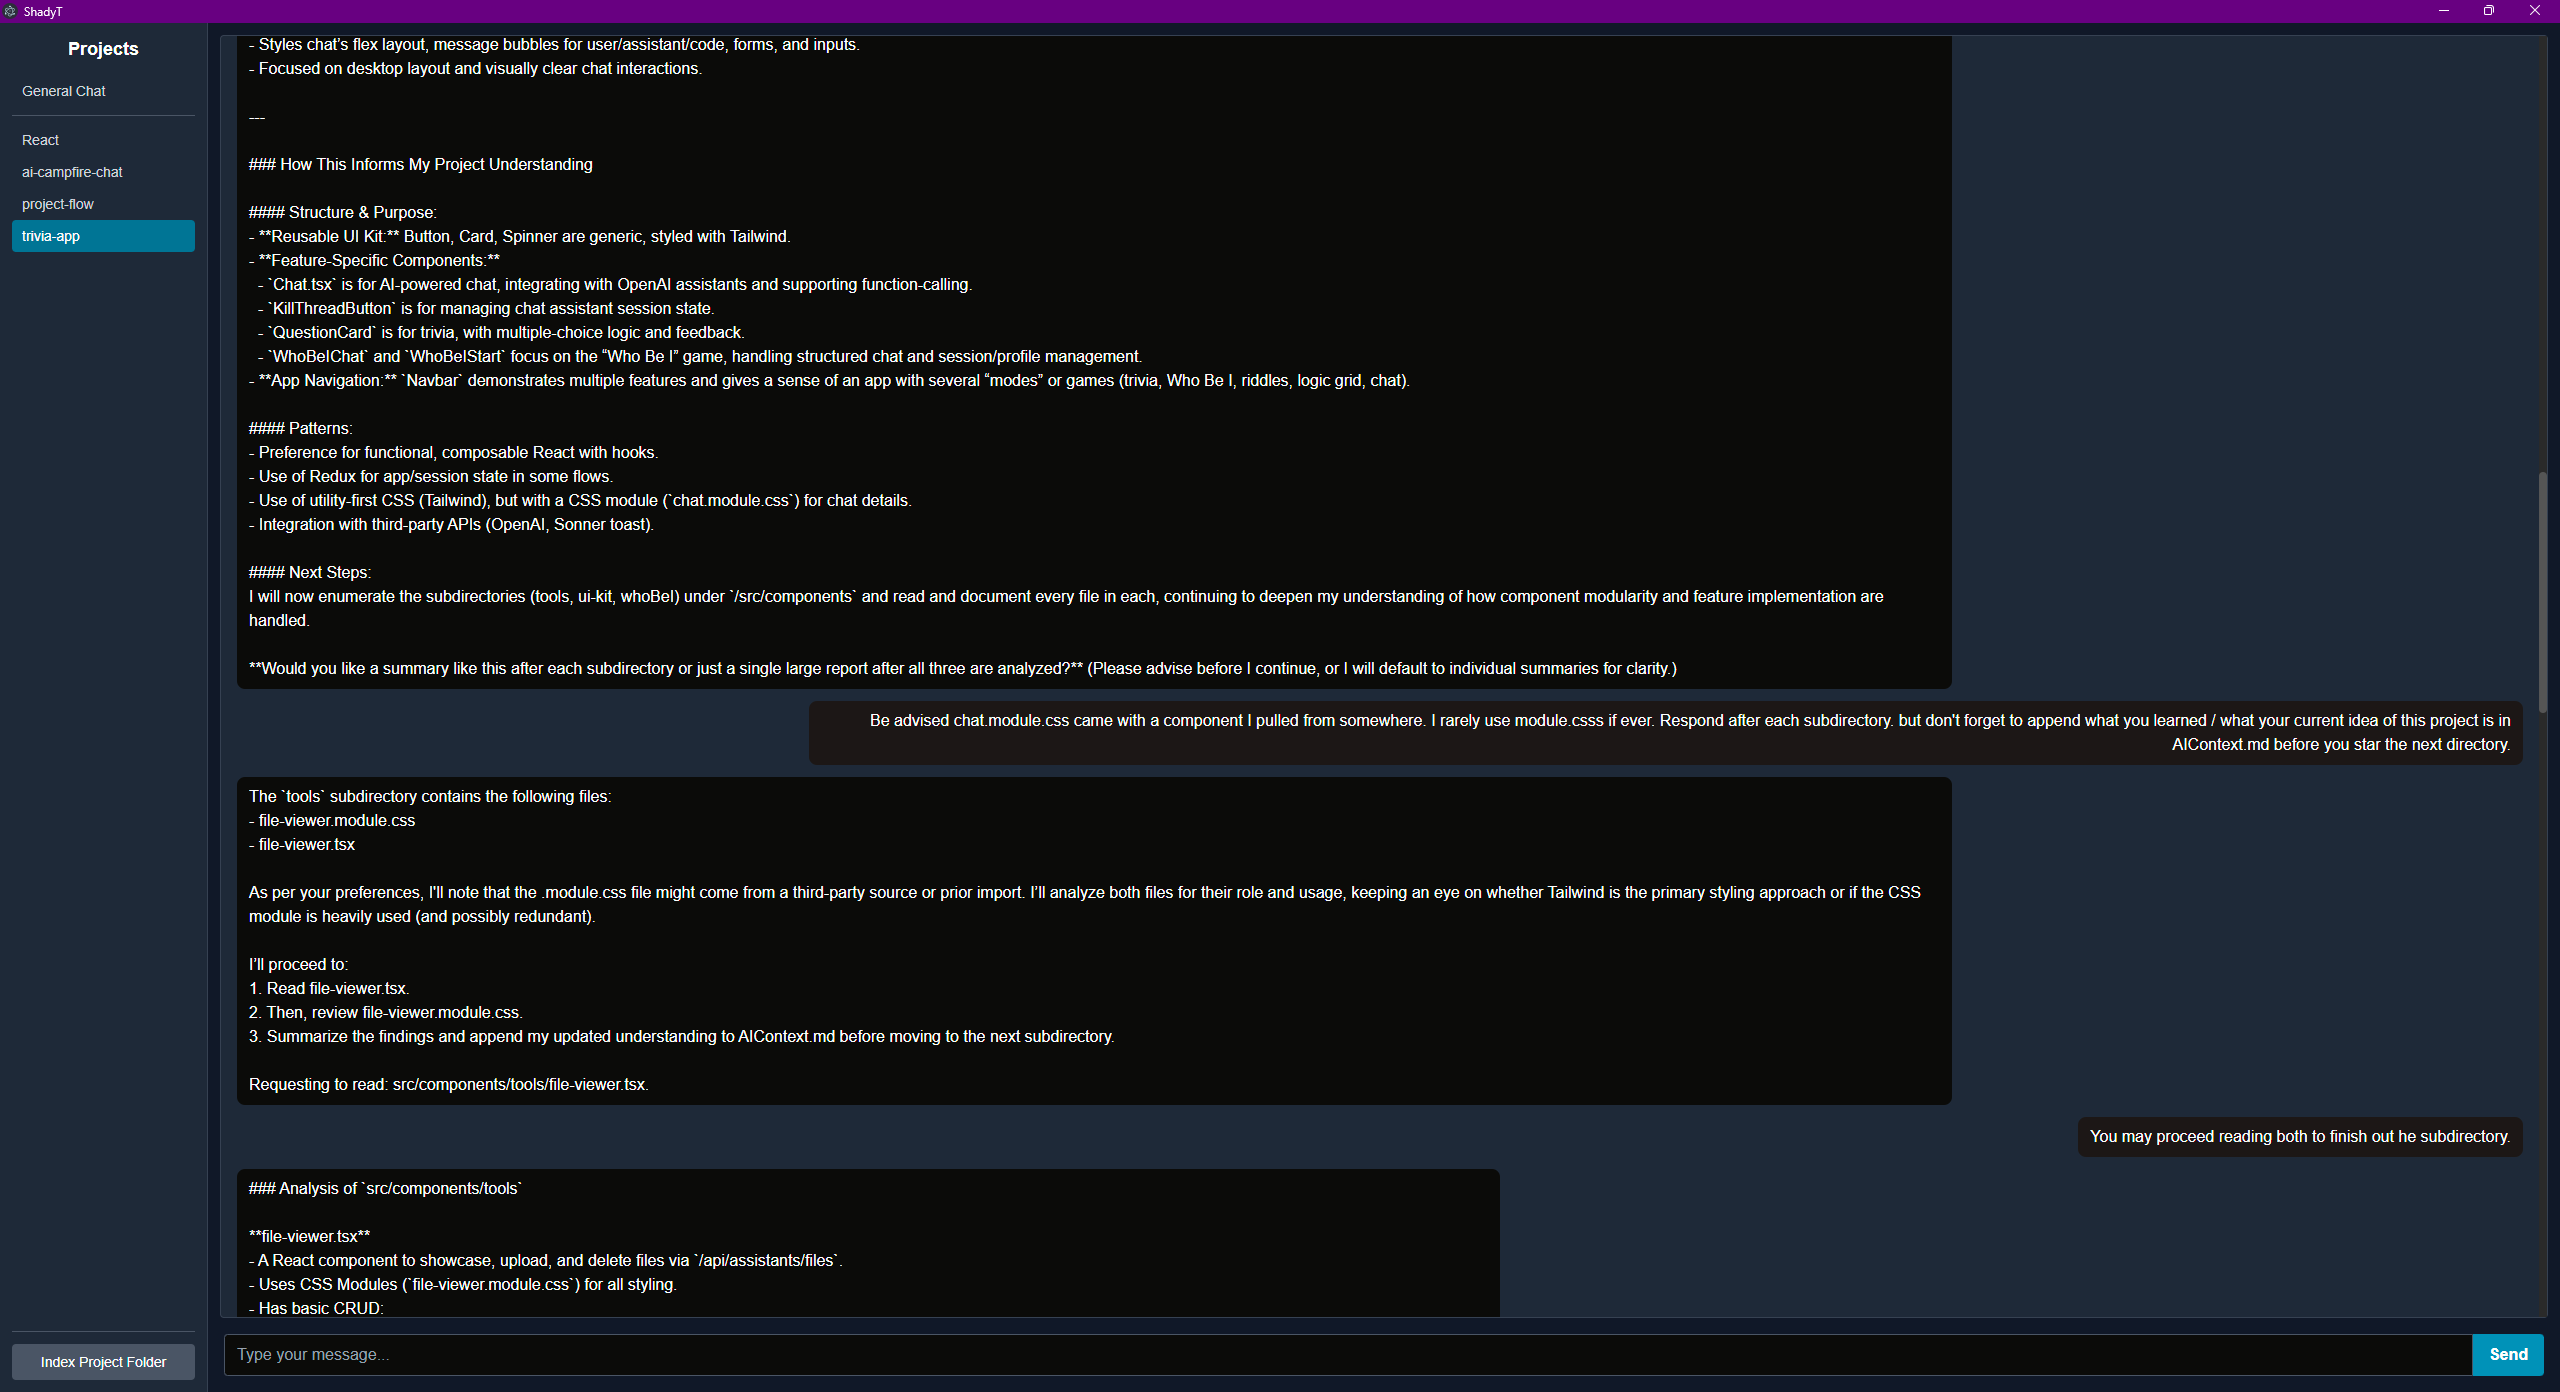 ShadyT
Projects
General Chat
React
ai-campfire-chat
project-flow
trivia-app
Index Project Folder
- Styles chat’s flex layout, message bubbles for user/assistant/code, forms, and inputs.
- Focused on desktop layout and visually clear chat interactions.
---
### How This Informs My Project Understanding
#### Structure & Purpose:
- **Reusable UI Kit:** Button, Card, Spinner are generic, styled with Tailwind.
- **Feature-Specific Components:**
- `Chat.tsx` is for AI-powered chat, integrating with OpenAI assistants and supporting function-calling.
- `KillThreadButton` is for managing chat assistant session state.
- `QuestionCard` is for trivia, with multiple-choice logic and feedback.
- `WhoBeIChat` and `WhoBeIStart` focus on the “Who Be I” game, handling structured chat and session/profile management.
- **App Navigation:** `Navbar` demonstrates multiple features and gives a sense of an app with several “modes” or games (trivia, Who Be I, riddles, logic grid, chat).
#### Patterns:
- Preference for functional, composable React with hooks.
- Use of Redux for app/session state in some flows.
- Use of utility-first CSS (Tailwind), but with a CSS module (`chat.module.css`) for chat details.
- Integration with third-party APIs (OpenAI, Sonner toast).
#### Next Steps:
I will now enumerate the subdirectories (tools, ui-kit, whoBeI) under `/src/components` and read and document every file in each, continuing to deepen my understanding of how component modularity and feature implementation are
handled.
**Would you like a summary like this after each subdirectory or just a single large report after all three are analyzed?** (Please advise before I continue, or I will default to individual summaries for clarity.)
Be advised chat.module.css came with a component I pulled from somewhere. I rarely use module.csss if ever. Respond after each subdirectory. but don't forget to append what you learned / what your current idea of this project is in
AIContext.md before you star the next directory.
The `tools` subdirectory contains the following files:
- file-viewer.module.css
- file-viewer.tsx
As per your preferences, I'll note that the .module.css file might come from a third-party source or prior import. I’ll analyze both files for their role and usage, keeping an eye on whether Tailwind is the primary styling approach or if the CSS
module is heavily used (and possibly redundant).
I’ll proceed to:
1. Read file-viewer.tsx.
2. Then, review file-viewer.module.css.
3. Summarize the findings and append my updated understanding to AIContext.md before moving to the next subdirectory.
Requesting to read: src/components/tools/file-viewer.tsx.
You may proceed reading both to finish out he subdirectory.
### Analysis of `src/components/tools`
**file-viewer.tsx**
- A React component to showcase, upload, and delete files via `/api/assistants/files`.
- Uses CSS Modules (`file-viewer.module.css`) for all styling.
- Has basic CRUD:
Type your message...
Send